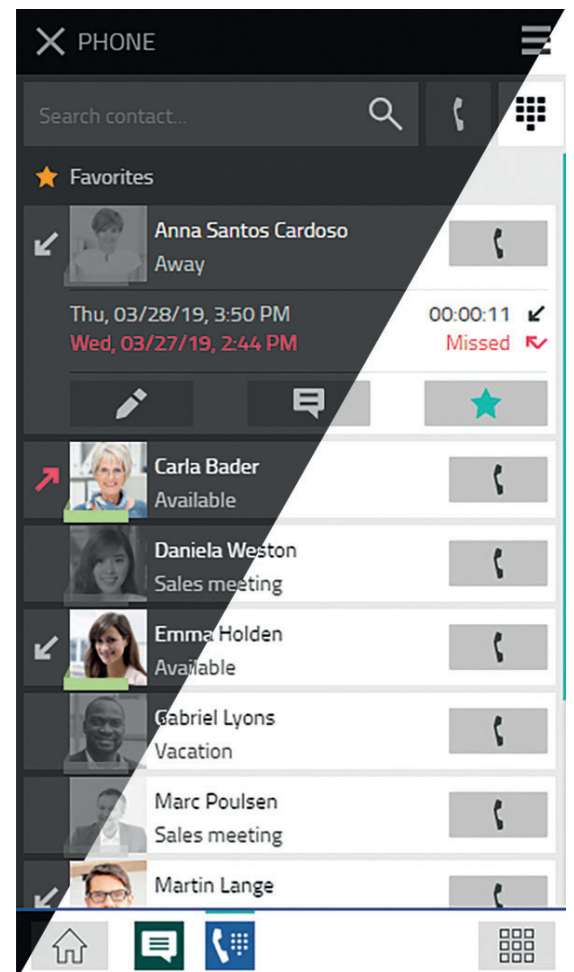 PHONE
Search contact...
Favorites
Anna Santos Cardoso
Away
Thu, 03/28/19, 3:50 PM 00:00:11
Wed, 03/27/19, 2:44 PM Missed
Carla Bader
Available
Daniela Weston
Sales meeting
Emma Holden
Available
Gabriel Lyons
Vacation
Marc Poulsen
Sales meeting
Martin Lange